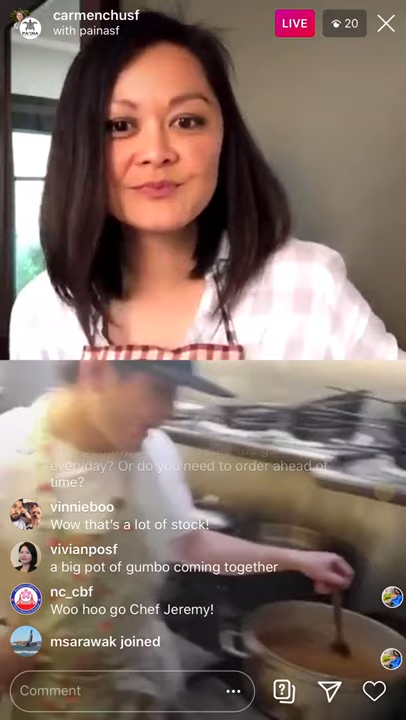 carmenchusf
with painasf
LIVE
20
everyday? Or do you need to order ahead of
time?
vinnieboo
Wow that's a lot of stock!
vivianposf
a big pot of gumbo coming together
nc_cbf
Woo hoo go Chef Jeremy!
msarawak joined
Comment